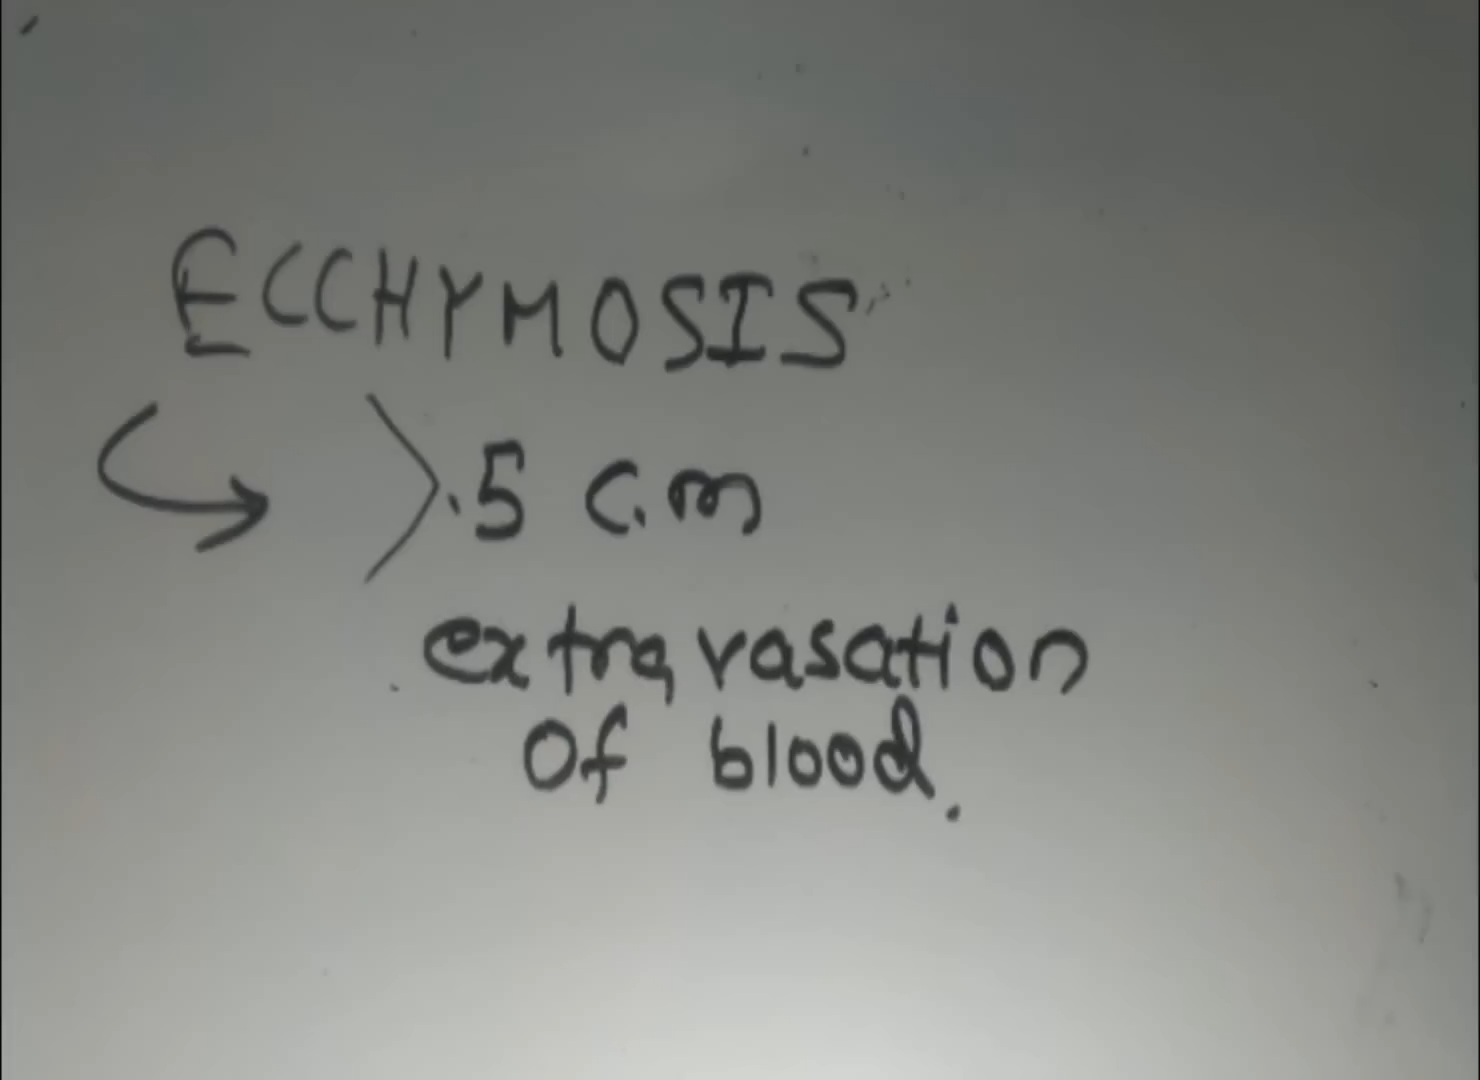 ECCHYMOSIS
> .5 c.m
extravasation
Of blood.